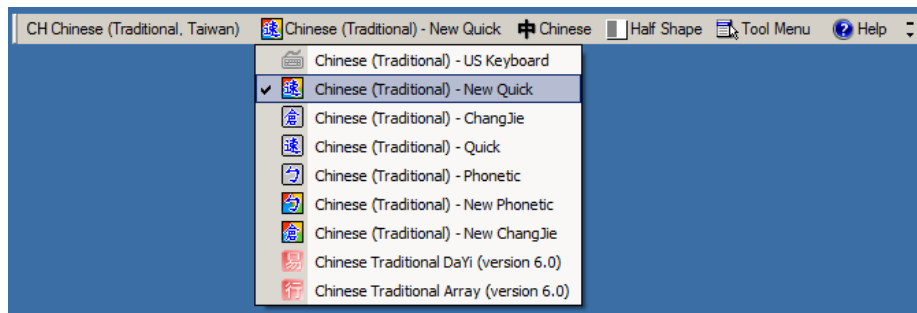 CH Chinese (Traditional, Taiwan) 速 Chinese (Traditional) - New Quick 中 Chinese Half Shape Tool Menu ? Help
Chinese (Traditional) - US Keyboard
速 Chinese (Traditional) - New Quick
倉 Chinese (Traditional) - ChangJie
速 Chinese (Traditional) - Quick
ㄅ Chinese (Traditional) - Phonetic
ㄅ Chinese (Traditional) - New Phonetic
倉 Chinese (Traditional) - New ChangJie
易 Chinese Traditional DaYi (version 6.0)
行 Chinese Traditional Array (version 6.0)